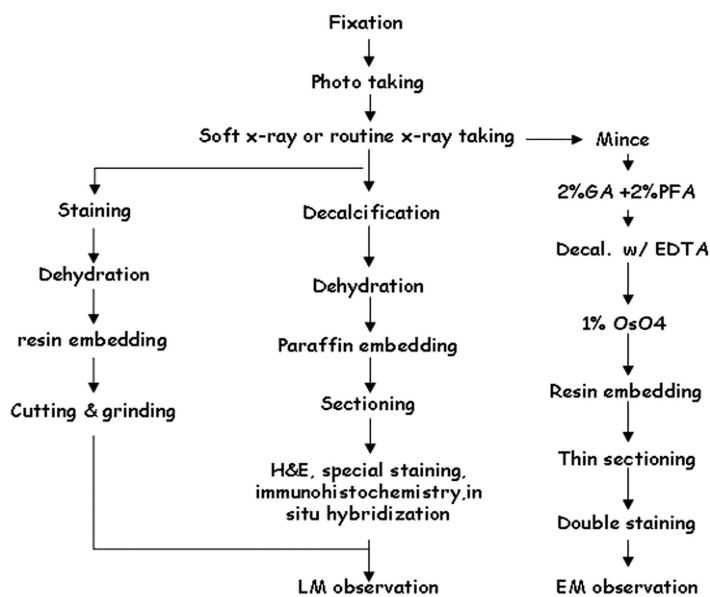 Fixation
Photo taking
Soft x-ray or routine x-ray taking
Mince
2%GA +2%PFA
Staining
Decalcification
Decal. w/ EDTA
Dehydration
Dehydration
1% OsO4
resin embedding
Paraffin embedding
Resin embedding
Cutting & grinding
Sectioning
Thin sectioning
H&E, special staining,
immunohistochemistry,in
situ hybridization
Double staining
LM observation
EM observation